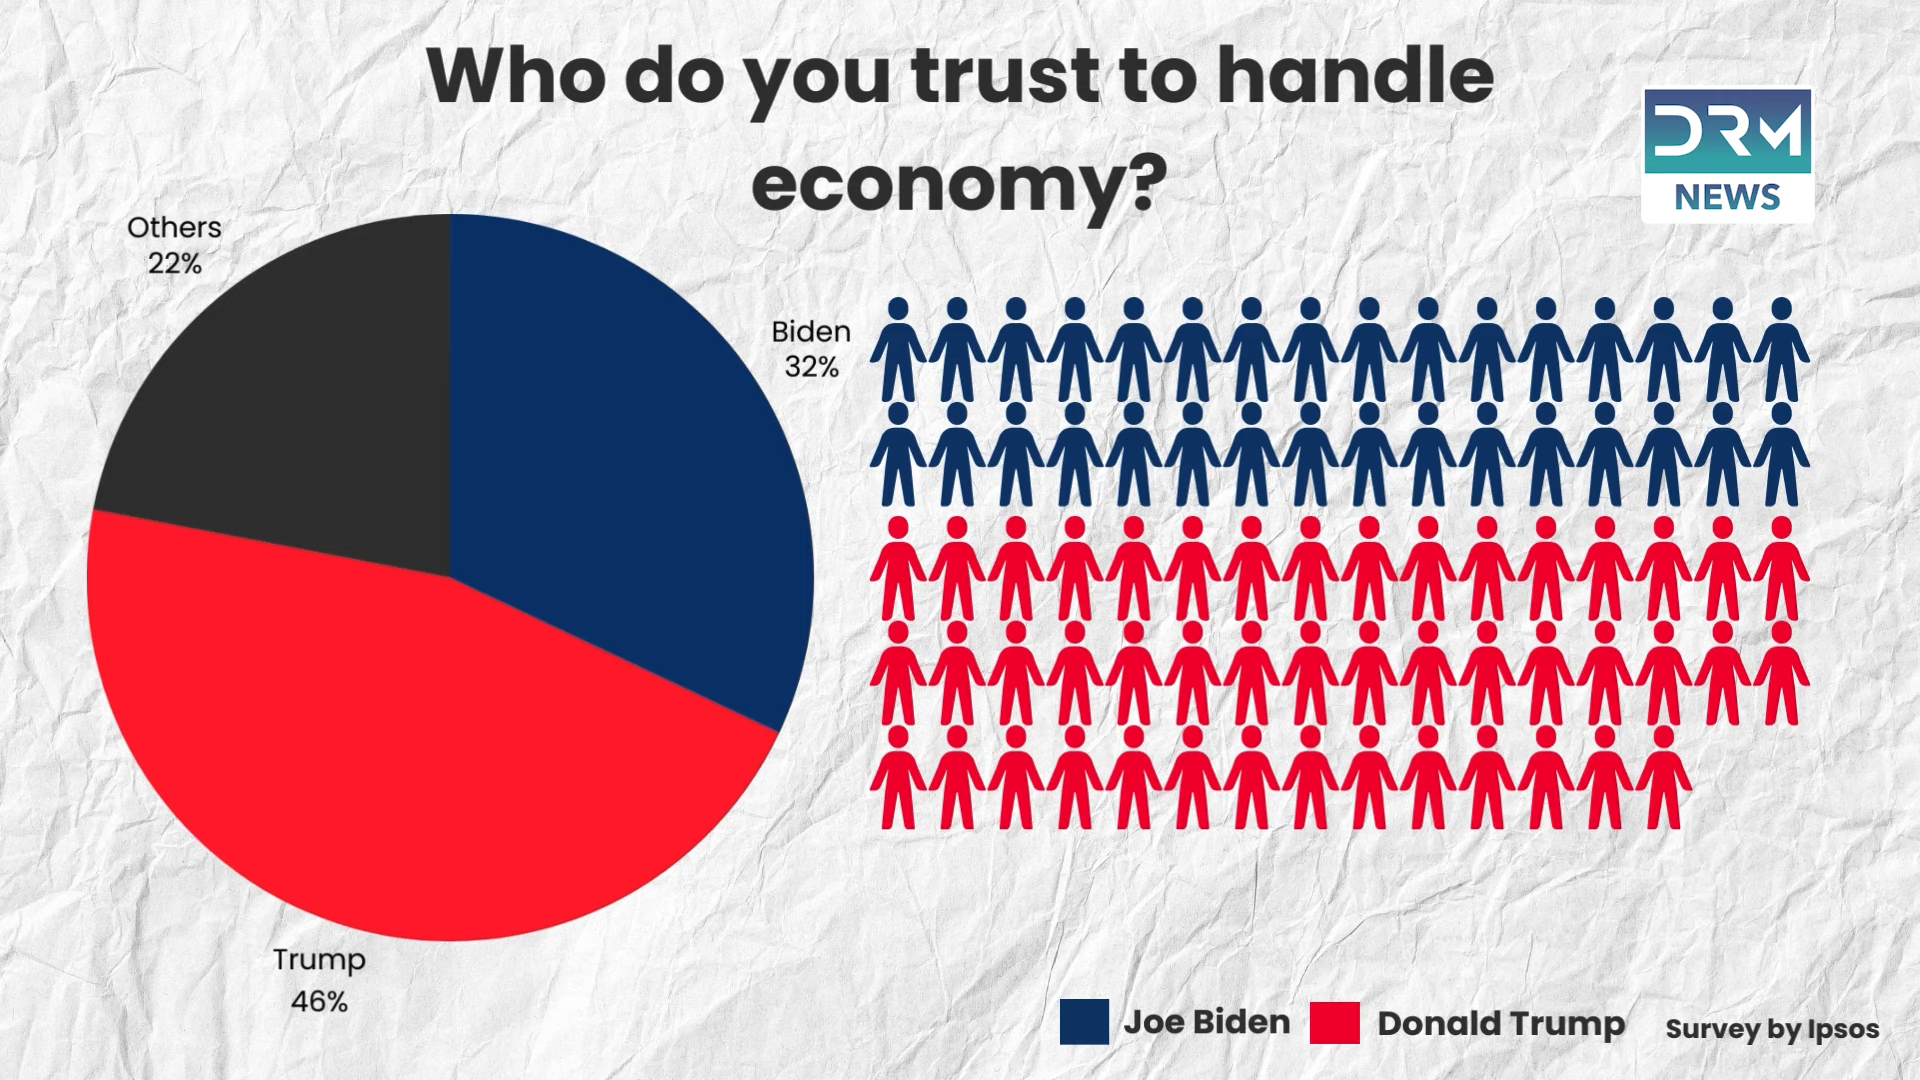 Who do you trust to handle
economy?
DRM
NEWS
Others
22%
Biden
32%
Trump
46%
Joe Biden
Donald Trump
Survey by Ipsos